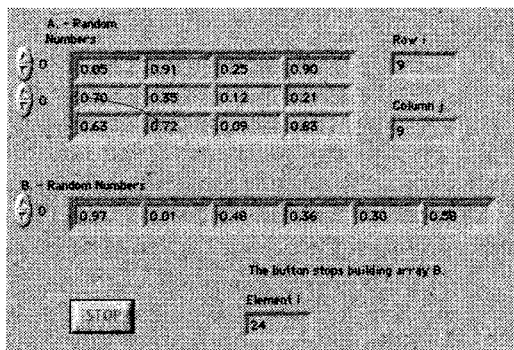 A. - Random
Numbers
Row i
0 0.05 0.91 0.25 0.90 9
0 0.70 0.35 0.12 0.21
Column j
0.63 0.72 0.09 0.83 9
B. - Random Numbers
0 0.97 0.01 0.48 0.36 0.30 0.58
The button stops building array B.
Element i
STOP 24